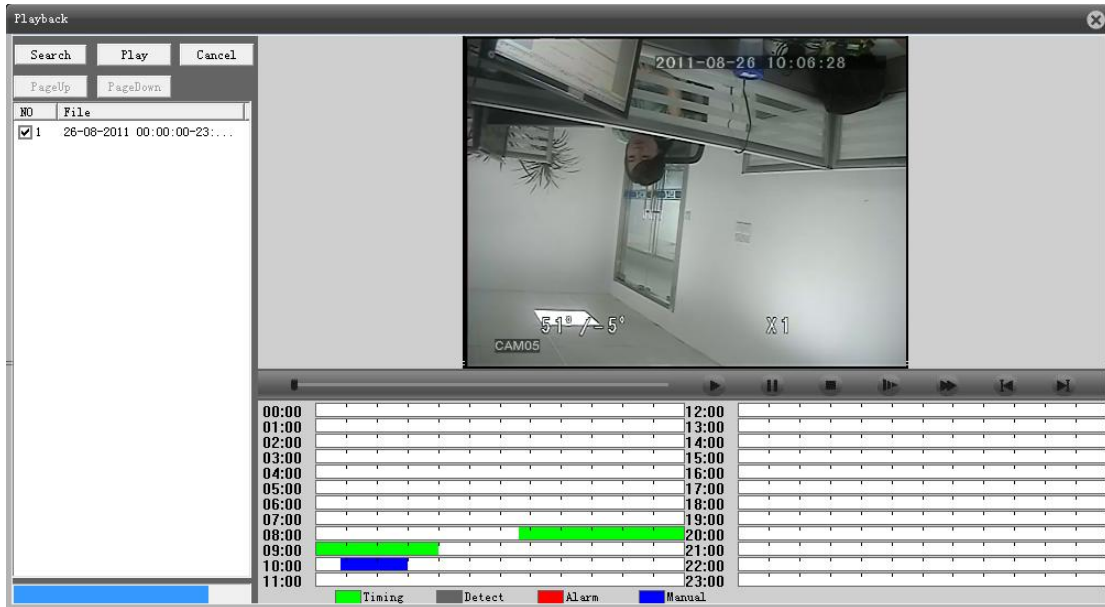 Playback
Search Play Cancel
PageUp PageDown
NO File
1 26-08-2011 00:00:00-23:...
2011-08-26 10:06:28
51° /-5° X1
CAM05
00:00 12:00
01:00 13:00
02:00 14:00
03:00 15:00
04:00 16:00
05:00 17:00
06:00 18:00
07:00 19:00
08:00 20:00
09:00 21:00
10:00 22:00
11:00 23:00
Timing Detect Alarm Manual